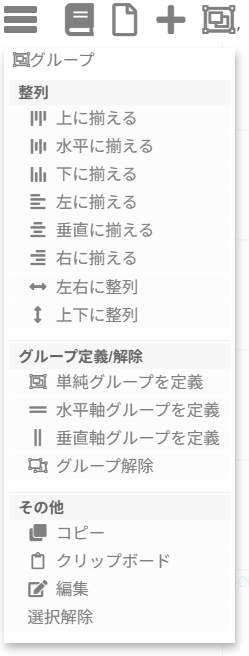 グループ
整列
上に揃える
水平に揃える
下に揃える
左に揃える
垂直に揃える
右に揃える
左右に整列
上下に整列
グループ定義/解除
単純グループを定義
水平軸グループを定義
垂直軸グループを定義
グループ解除
その他
コピー
クリップボード
編集
選択解除